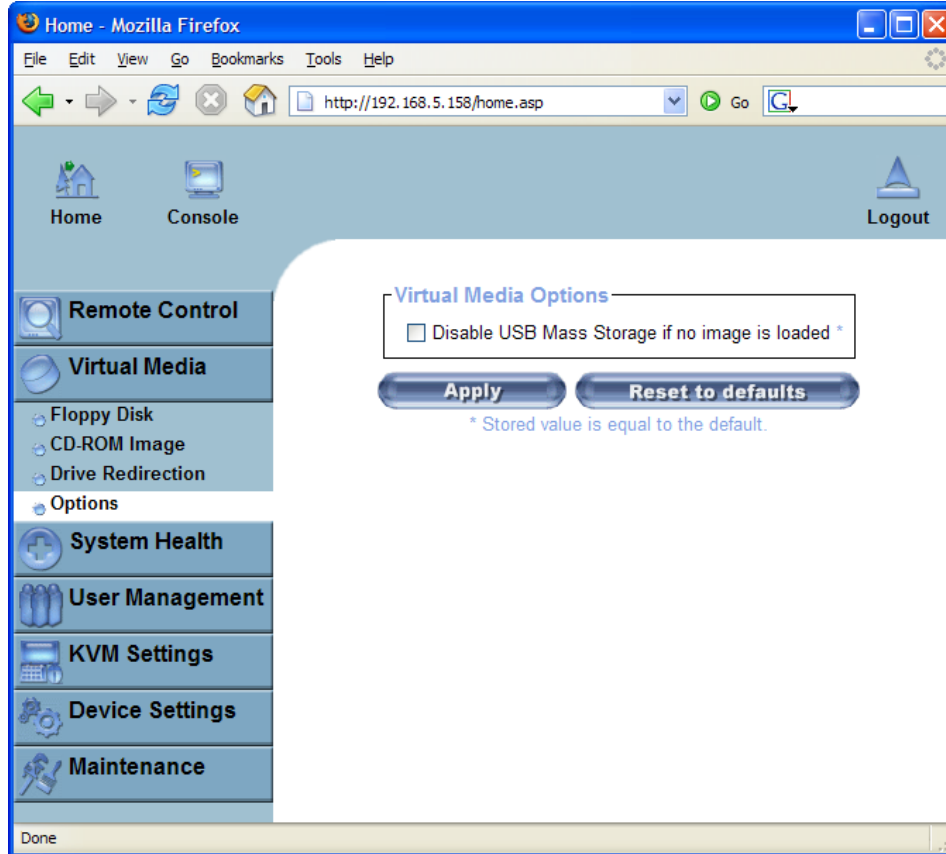 Home - Mozilla Firefox
File Edit View Go Bookmarks Tools Help
http://192.168.5.158/home.asp Go G
Home Console Logout
Remote Control
Virtual Media
Floppy Disk
CD-ROM Image
Drive Redirection
Options
System Health
User Management
KVM Settings
Device Settings
Maintenance
Virtual Media Options
Disable USB Mass Storage if no image is loaded *
Apply Reset to defaults
* Stored value is equal to the default.
Done